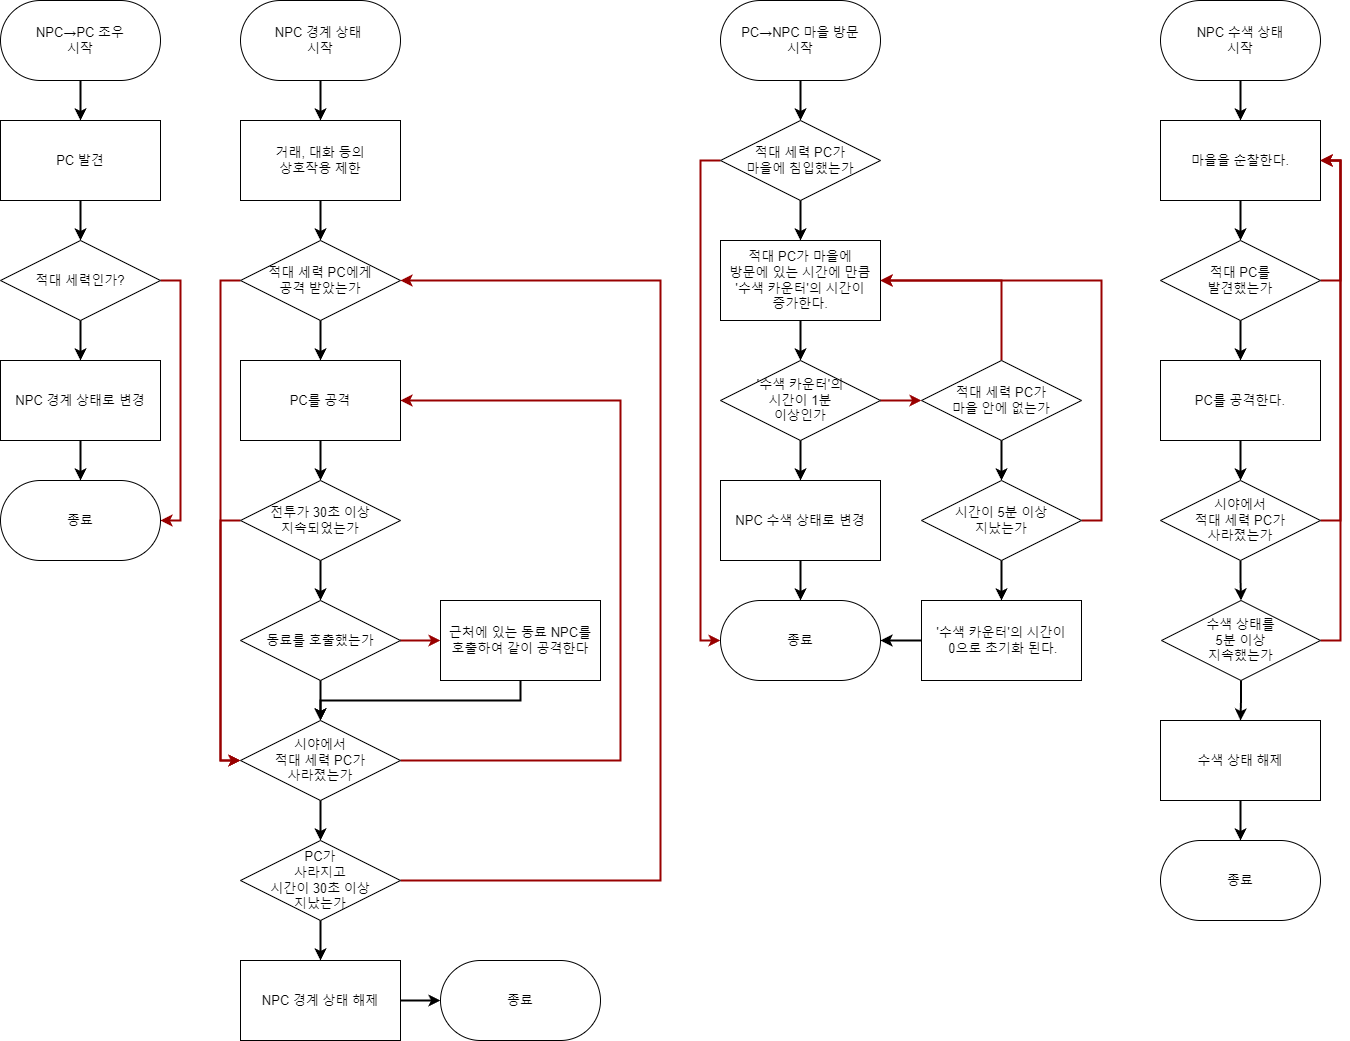 NPC→PC 조우
시작
PC 발견
적대 세력인가?
NPC 경계 상태로 변경
종료
NPC 경계 상태
시작
거래, 대화 등의
상호작용 제한
적대 세력 PC에게
공격 받았는가
PC를 공격
전투가 30초 이상
지속되었는가
동료를 호출했는가
근처에 있는 동료 NPC를
호출하여 같이 공격한다
시야에서
적대 세력 PC가
사라졌는가
PC가
사라지고
시간이 30초 이상
지났는가
NPC 경계 상태 해제
종료
PC→NPC 마을 방문
시작
적대 세력 PC가
마을에 침입했는가
적대 PC가 마을에
방문에 있는 시간에 만큼
'수색 카운터'의 시간이
증가한다.
'수색 카운터'의
시간이 1분
이상인가
적대 세력 PC가
마을 안에 없는가
NPC 수색 상태로 변경
시간이 5분 이상
지났는가
종료
'수색 카운터'의 시간이
0으로 초기화 된다.
NPC 수색 상태
시작
마을을 순찰한다.
적대 PC를
발견했는가
PC를 공격한다.
시야에서
적대 세력 PC가
사라졌는가
수색 상태를
5분 이상
지속했는가
수색 상태 해제
종료